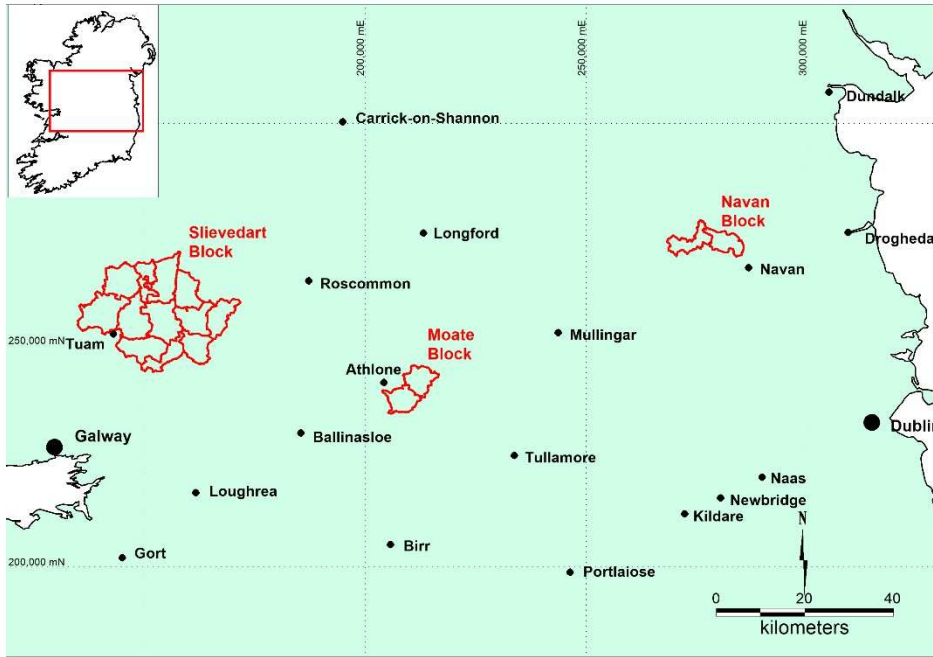 200,000 mE
250,000 mE
300,000 mE
Dundalk
Carrick-on-Shannon
Slievedart
Block
Longford
Navan
Block
Drogheda
Roscommon
Navan
250,000 mN
Tuam
Moate
Block
Mullingar
Athlone
Galway
Ballinasloe
Dublin
Tullamore
Loughrea
Naas
Newbridge
Kildare
N
Gort
Birr
200,000 mN
Portlaiose
0 20 40
kilometers